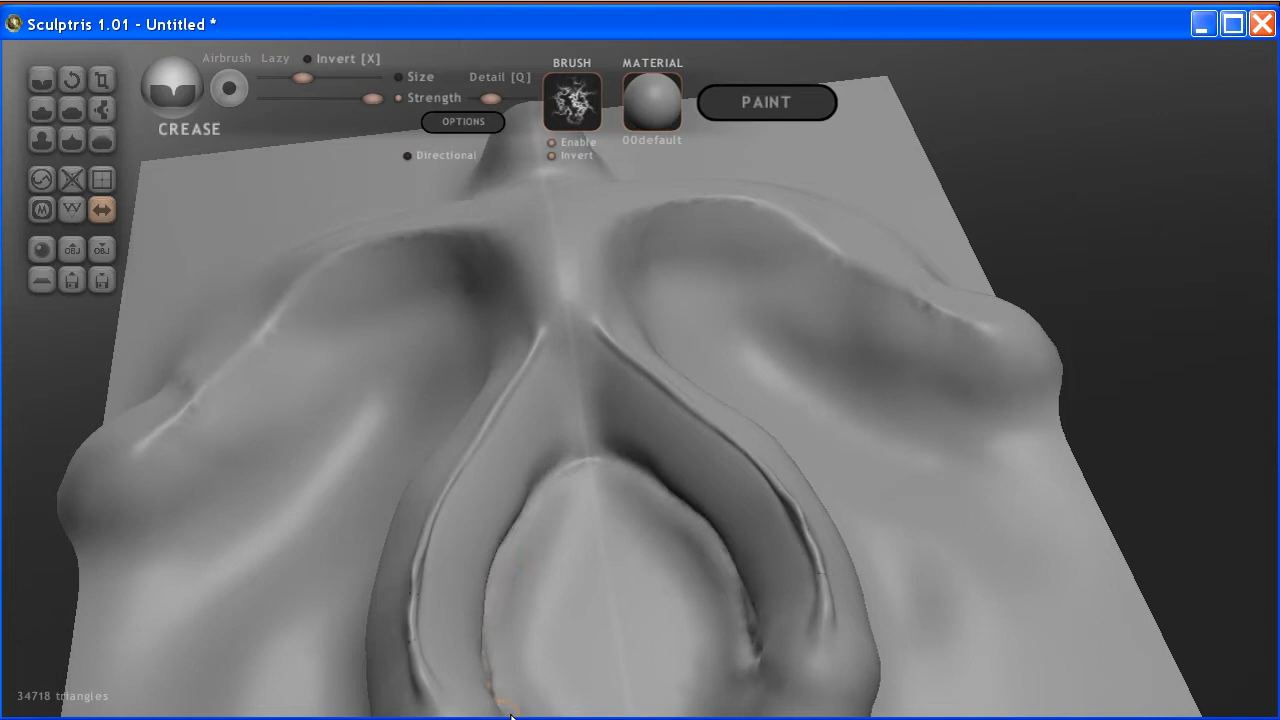 Sculptris 1.01 - Untitled *
Airbrush Lazy Invert [X]
Size Detail [Q]
Strength
CREASE
OPTIONS
Directional
BRUSH
Enable
Invert
MATERIAL
00default
PAINT
M
OBJ OBJ
34718 triangles